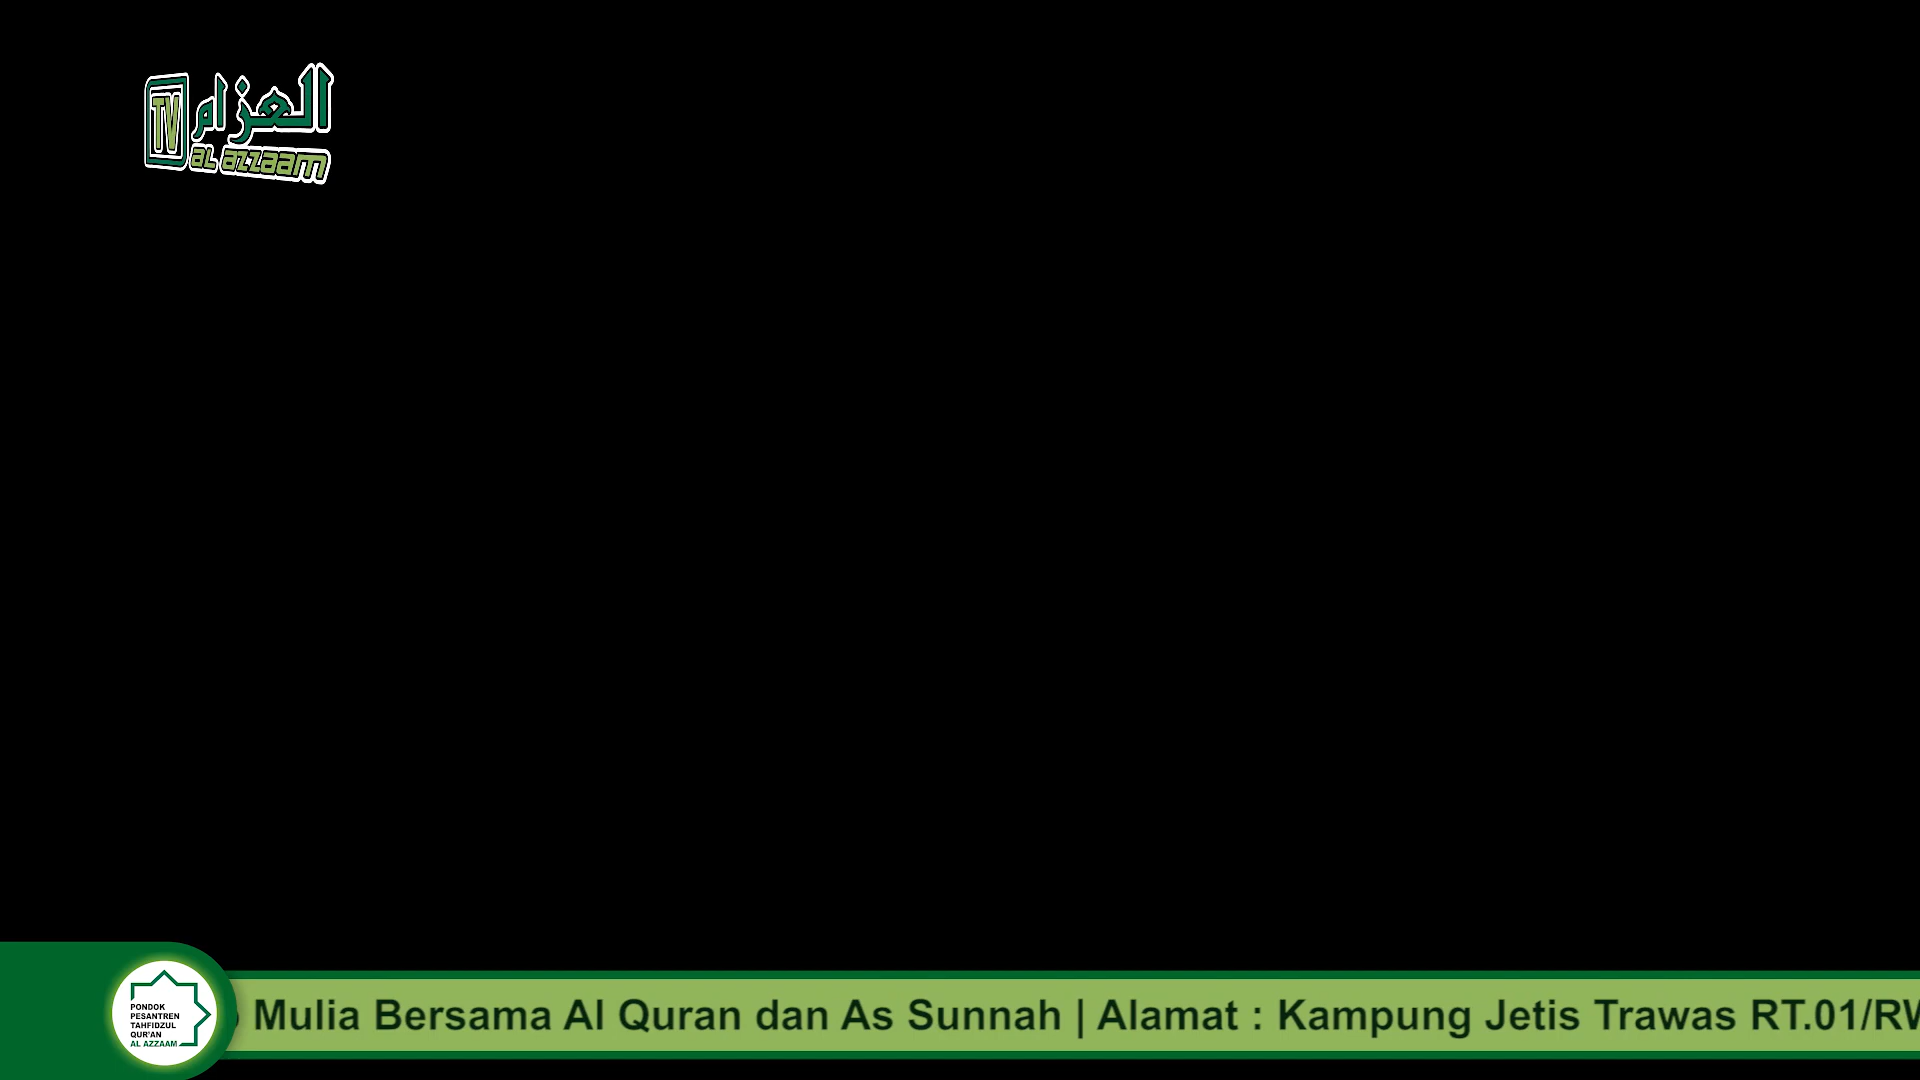 العزام
TV
AL AZZAAM
PONDOK
PESANTREN
TAHFIDZUL
QUR'AN
AL AZZAAM
Mulia Bersama Al Quran dan As Sunnah | Alamat : Kampung Jetis Trawas RT.01/RW